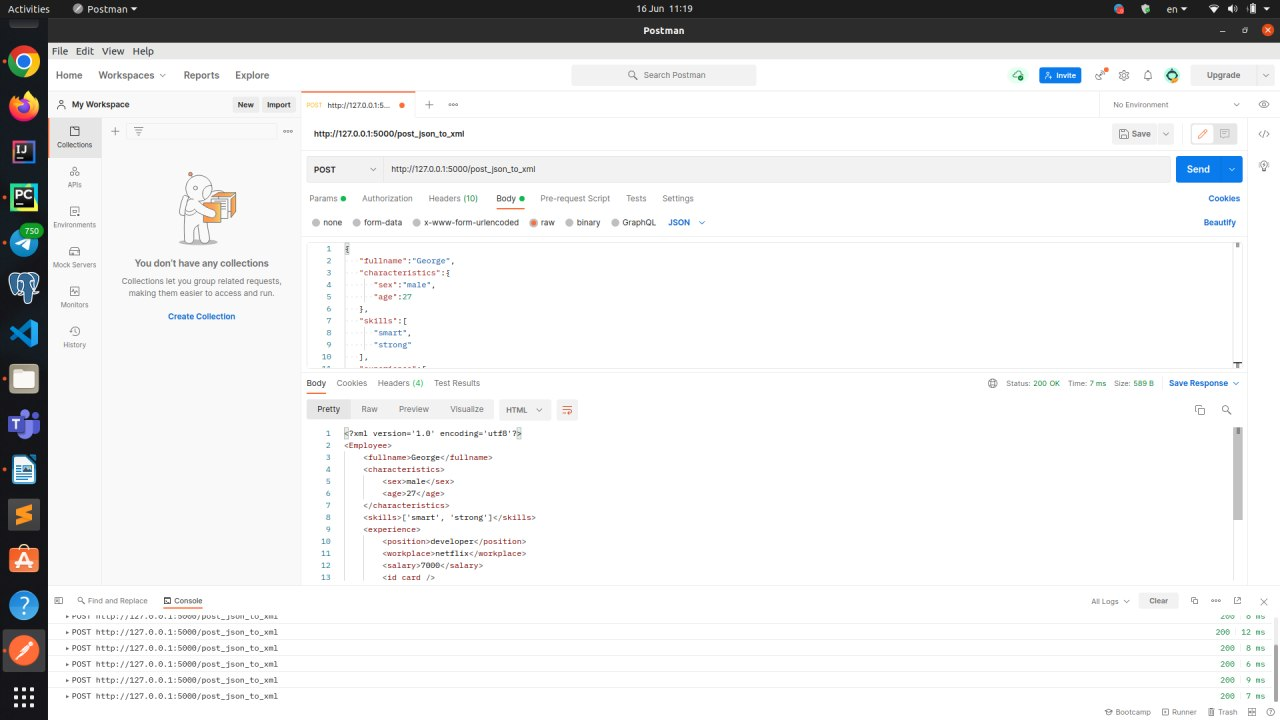 Activities Postman 16 Jun 11:19 en
Postman
File Edit View Help
Home Workspaces Reports Explore Search Postman Invite Upgrade
My Workspace New Import POST http://127.0.0.1:5... No Environment
Collections
APIs
Environments
Mock Servers
Monitors
History
750
You don't have any collections
Collections let you group related requests,
making them easier to access and run.
Create Collection
http://127.0.0.1:5000/post_json_to_xml Save
POST http://127.0.0.1:5000/post_json_to_xml Send
Params Authorization Headers (10) Body Pre-request Script Tests Settings Cookies
none form-data x-www-form-urlencoded raw binary GraphQL JSON Beautify
1 {
2 "fullname":"George",
3 "characteristics":{
4 "sex":"male",
5 "age":27
6 },
7 "skills":[
8 "smart",
9 "strong"
10 ],
11 "experience":[
Body Cookies Headers (4) Test Results Status: 200 OK Time: 7 ms Size: 589 B Save Response
Pretty Raw Preview Visualize HTML
1 <?xml version='1.0' encoding='utf8'?>
2 <Employee>
3 <fullname>George</fullname>
4 <characteristics>
5 <sex>male</sex>
6 <age>27</age>
7 </characteristics>
8 <skills>['smart', 'strong']</skills>
9 <experience>
10 <position>developer</position>
11 <workplace>netflix</workplace>
12 <salary>7000</salary>
13 <id card />
Find and Replace Console All Logs Clear
POST http://127.0.0.1:5000/post_json_to_xml 200 8 ms
POST http://127.0.0.1:5000/post_json_to_xml 200 12 ms
POST http://127.0.0.1:5000/post_json_to_xml 200 8 ms
POST http://127.0.0.1:5000/post_json_to_xml 200 6 ms
POST http://127.0.0.1:5000/post_json_to_xml 200 9 ms
POST http://127.0.0.1:5000/post_json_to_xml 200 7 ms
Bootcamp Runner Trash